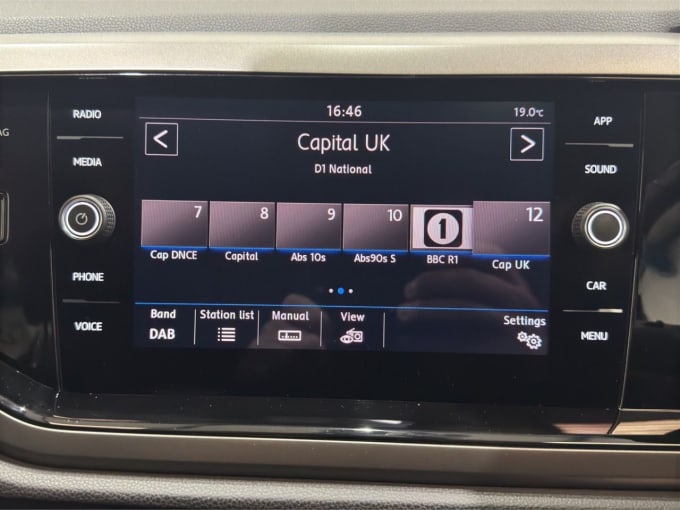 AG
RADIO
MEDIA
PHONE
VOICE
16:46
19.0°C
< Capital UK >
D1 National
7 8 9 10 1 12
Cap DNCE Capital Abs 10s Abs90s S BBC R1 Cap UK
Band Station list Manual View Settings
DAB
APP
SOUND
CAR
MENU